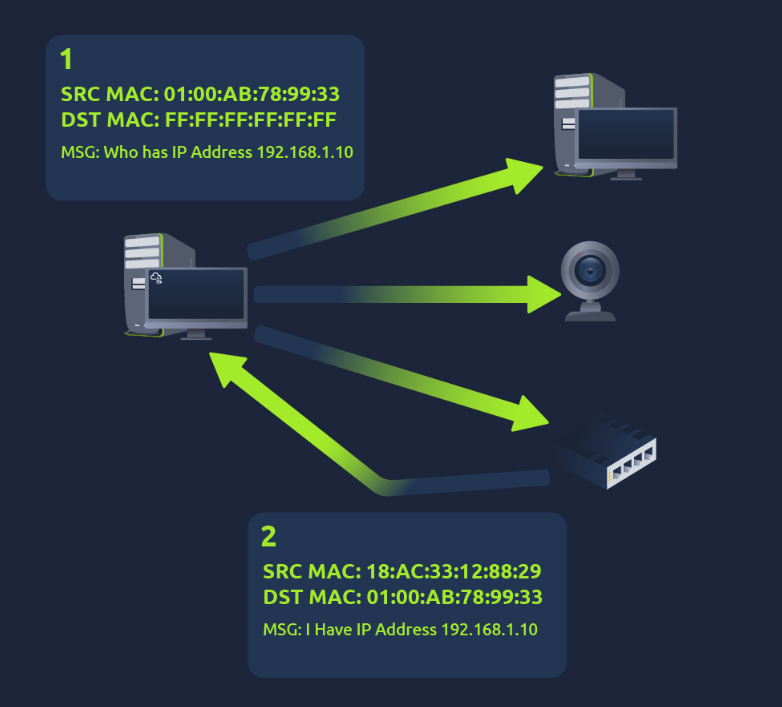 1
SRC MAC: 01:00:AB:78:99:33
DST MAC: FF:FF:FF:FF:FF:FF
MSG: Who has IP Address 192.168.1.10
2
SRC MAC: 18:AC:33:12:88:29
DST MAC: 01:00:AB:78:99:33
MSG: I Have IP Address 192.168.1.10